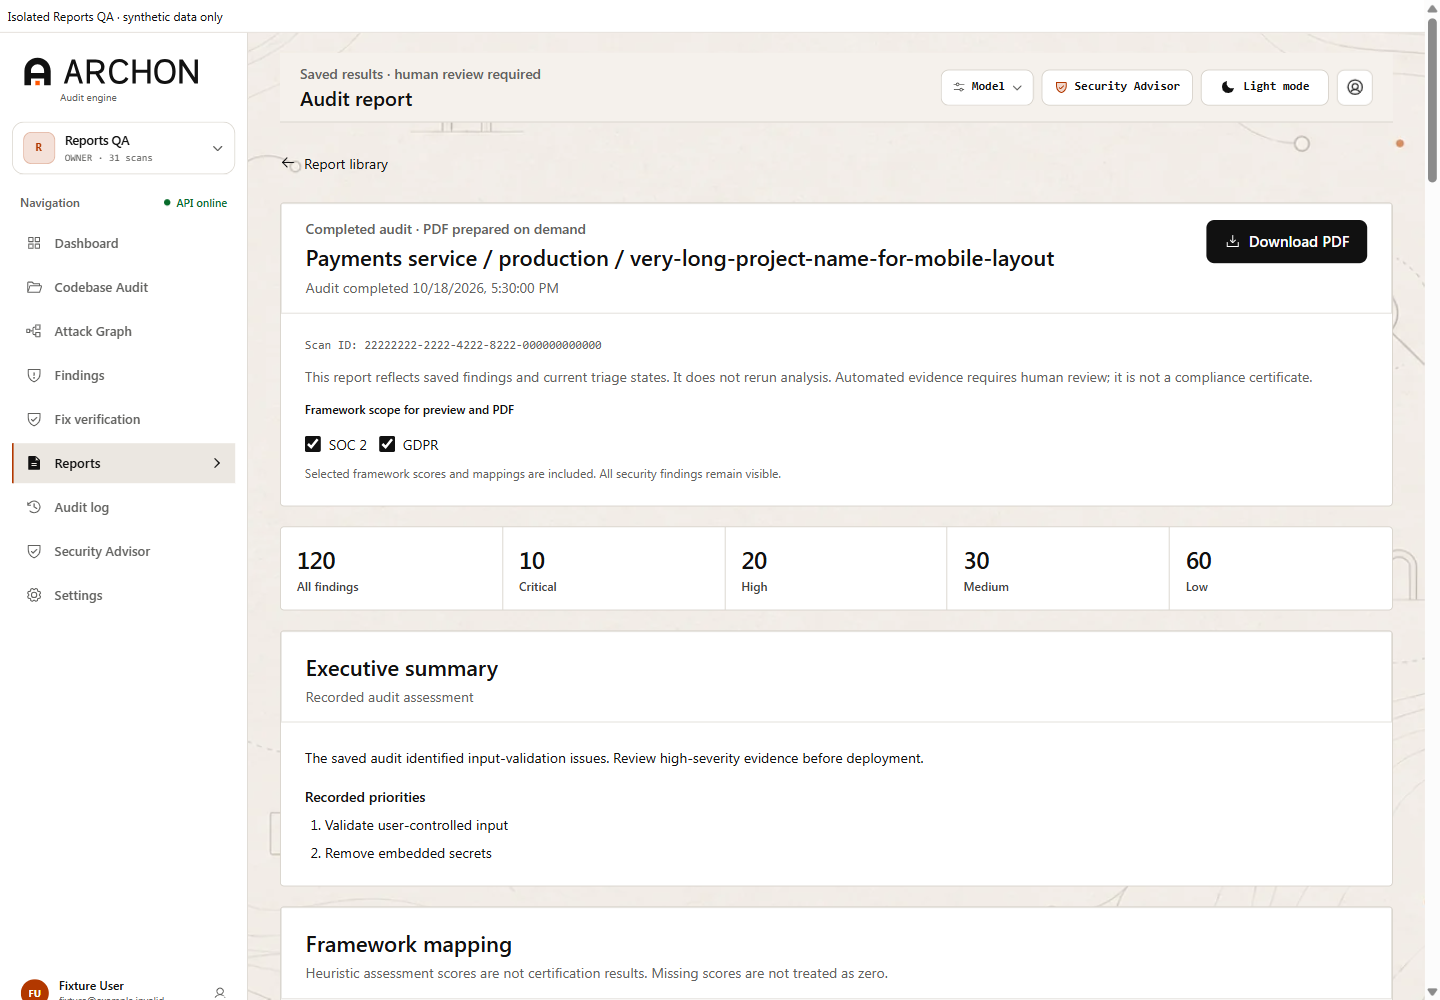 Isolated Reports QA · synthetic data only
ARCHON
Audit engine
R
Reports QA
OWNER · 31 scans
Navigation
API online
Dashboard
Codebase Audit
Attack Graph
Findings
Fix verification
Reports
Audit log
Security Advisor
Settings
FU
Fixture User
Saved results · human review required
Audit report
Model
Security Advisor
Light mode
Report library
Completed audit · PDF prepared on demand
Payments service / production / very-long-project-name-for-mobile-layout
Audit completed 10/18/2026, 5:30:00 PM
Download PDF
Scan ID: 22222222-2222-4222-8222-000000000000
This report reflects saved findings and current triage states. It does not rerun analysis. Automated evidence requires human review; it is not a compliance certificate.
Framework scope for preview and PDF
SOC 2
GDPR
Selected framework scores and mappings are included. All security findings remain visible.
120
All findings
10
Critical
20
High
30
Medium
60
Low
Executive summary
Recorded audit assessment
The saved audit identified input-validation issues. Review high-severity evidence before deployment.
Recorded priorities
1. Validate user-controlled input
2. Remove embedded secrets
Framework mapping
Heuristic assessment scores are not certification results. Missing scores are not treated as zero.